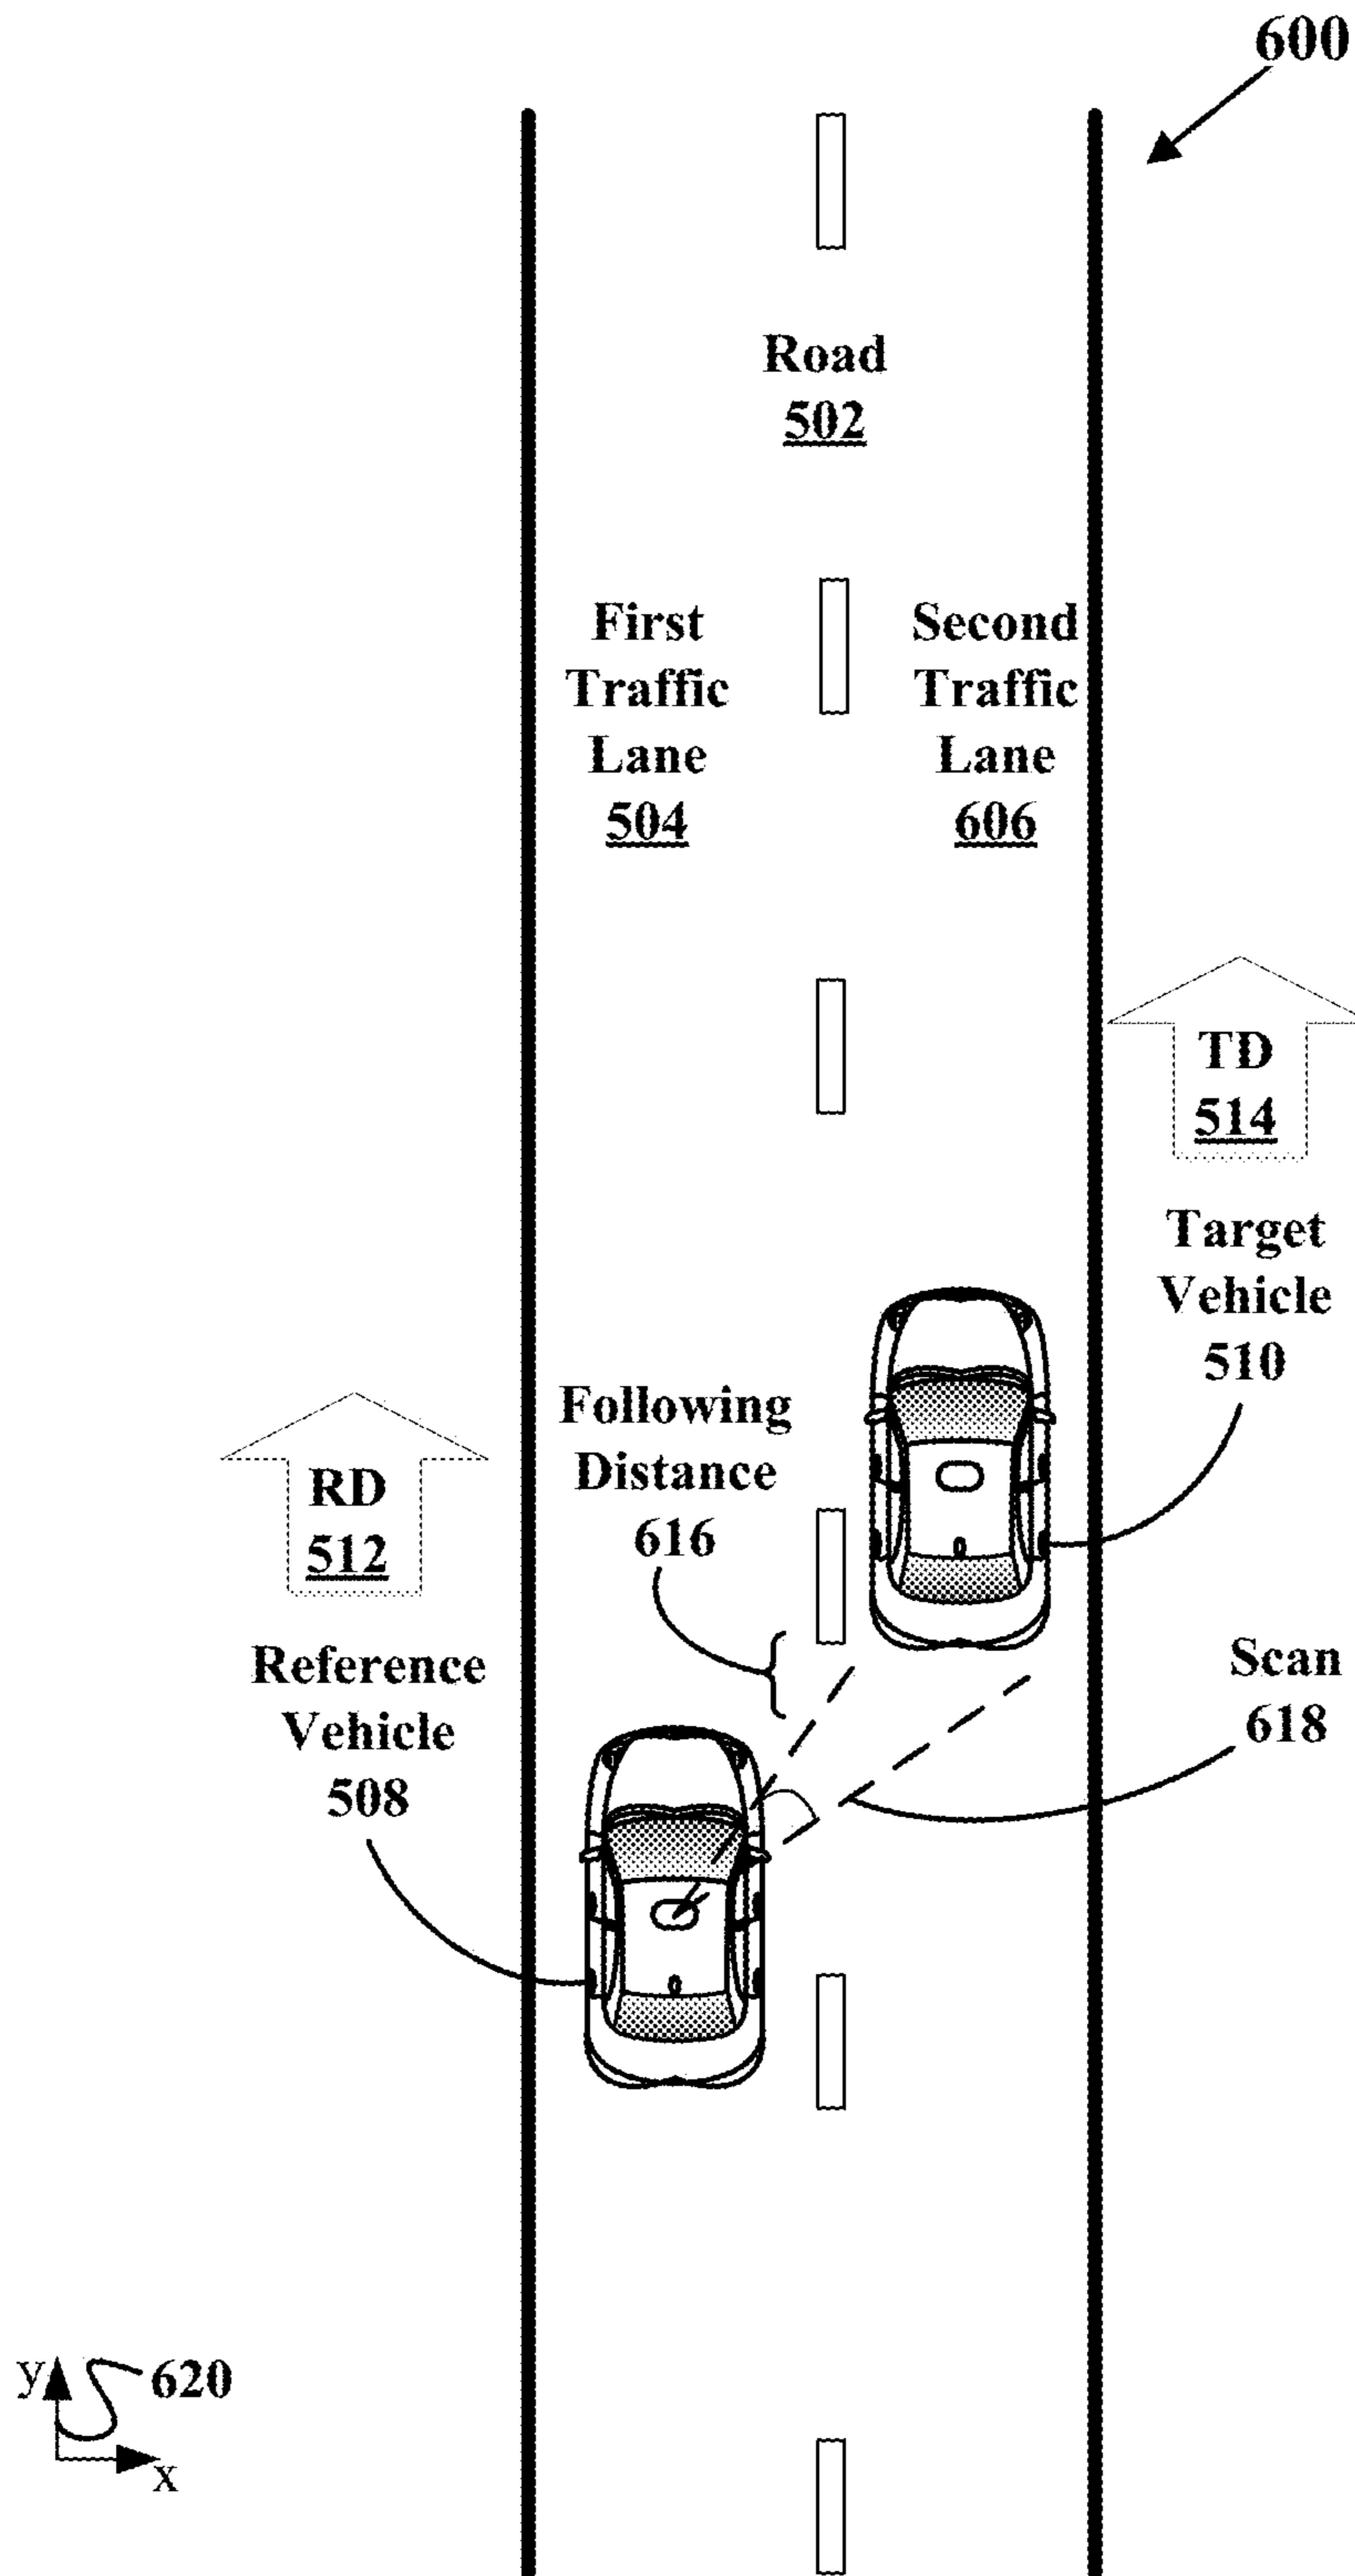 600
Road
502
First
Traffic
Lane
504
Second
Traffic
Lane
606
TD
514
Target
Vehicle
510
Following
Distance
616
RD
512
Reference
Vehicle
508
Scan
618
y
620
x